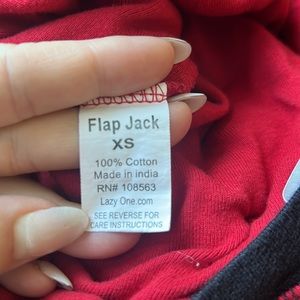 Flap Jack
XS
100% Cotton
Made in india
RN# 108563
Lazy One.com
SEE REVERSE FOR
CARE INSTRUCTIONS